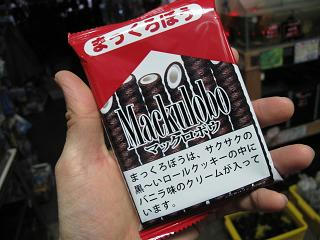 まっくろぼう
Mackulobo
マックロボウ
まっくろぼうは、サクサクの
黒〜いロールクッキーの中に
バニラ味のクリームが入って
います。